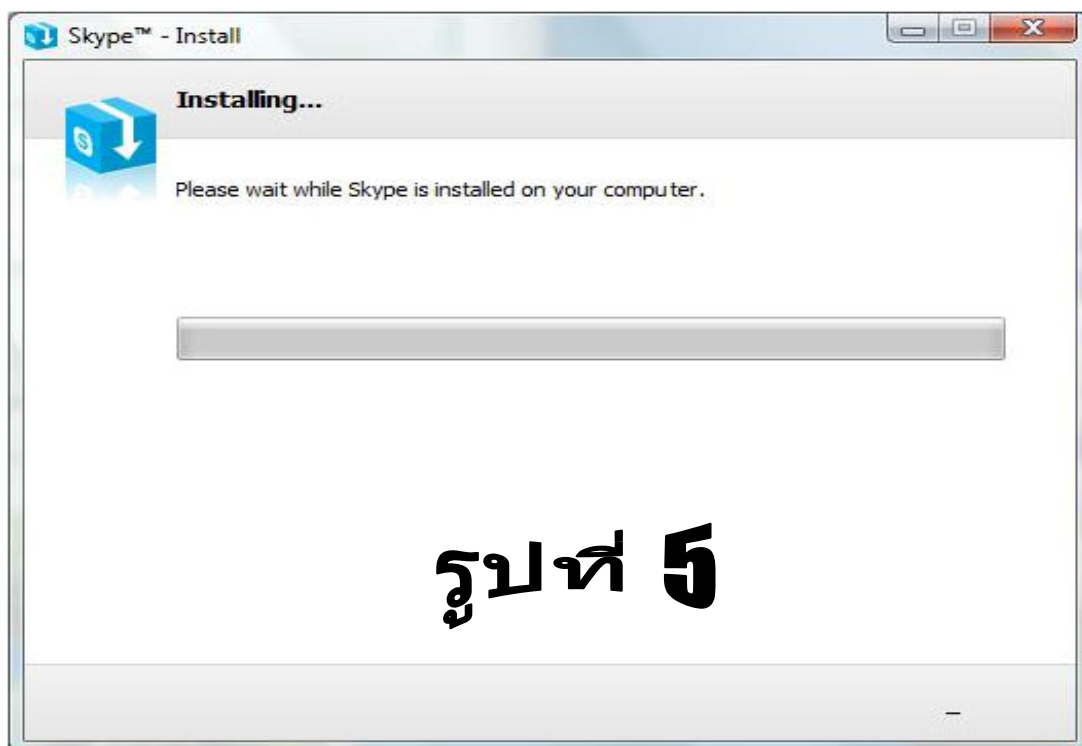 Skype™ - Install
Installing...
Please wait while Skype is installed on your computer.
รูปที่ 5